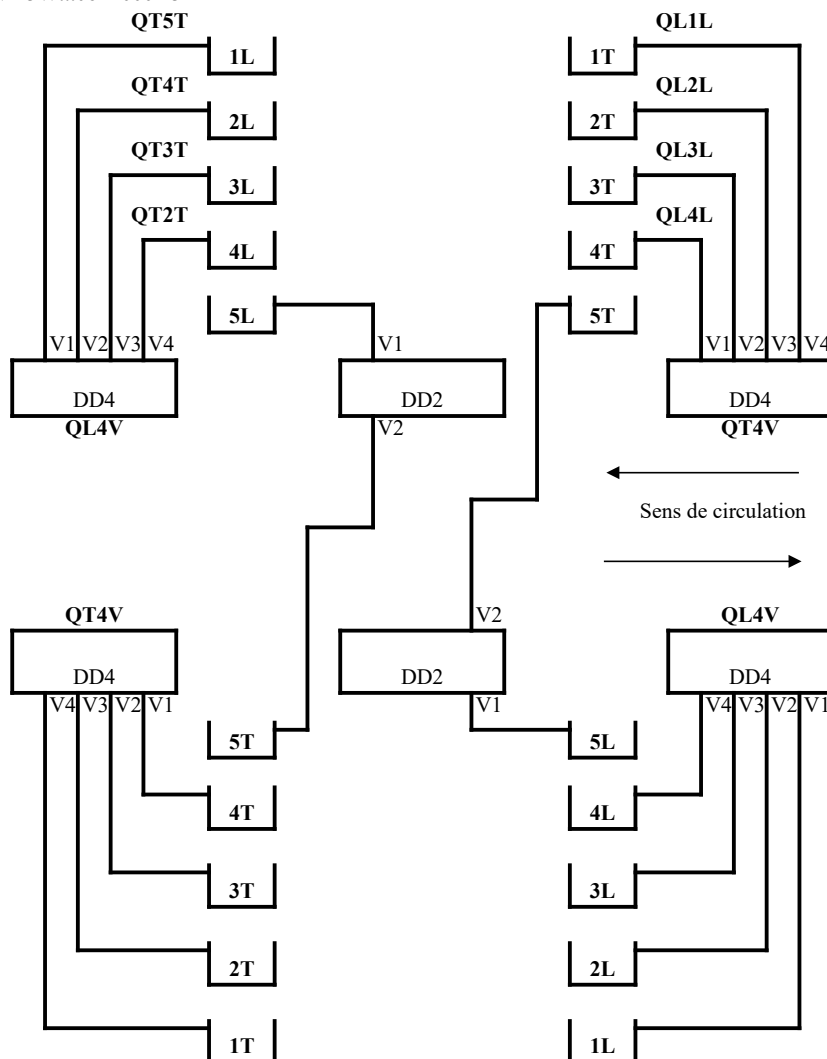 QT5T QL1L
1L 1T
QT4T QL2L
2L 2T
QT3T QL3L
3L 3T
QT2T QL4L
4L 4T
5L 5T
V1 V2 V3 V4 V1 V1 V2 V3 V4
DD4 DD2 DD4
QL4V V2 QT4V
Sens de circulation
QT4V V2 QL4V
DD4 DD2 DD4
V4 V3 V2 V1 V1 V4 V3 V2 V1
5T 5L
4T 4L
3T 3L
2T 2L
1T 1L